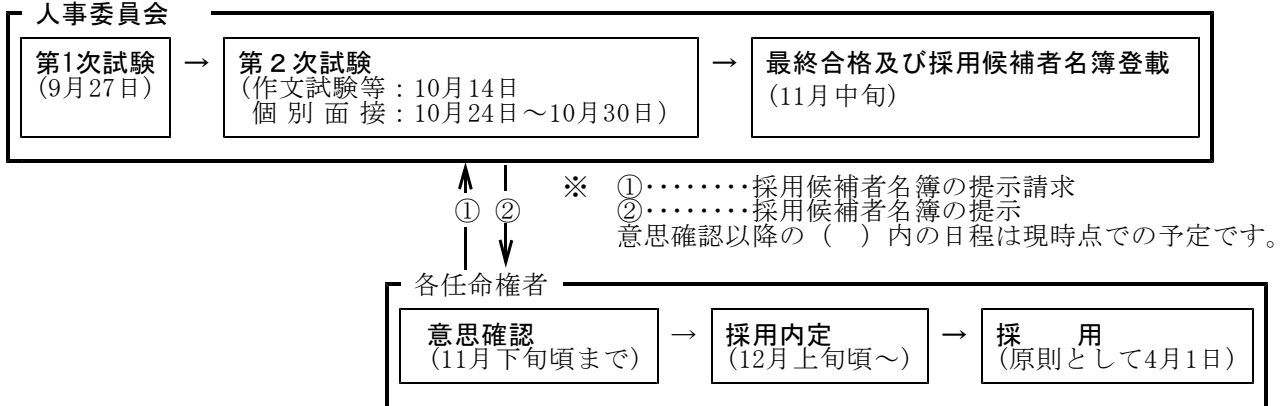 人事委員会
第1次試験 → 第２次試験 → 最終合格及び採用候補者名簿登載
(9月27日) (作文試験等：10月14日 (11月中旬)
個別面接：10月24日～10月30日)
※ ①････････採用候補者名簿の提示請求
① ② ②････････採用候補者名簿の提示
意思確認以降の（　）内の日程は現時点での予定です。
各任命権者
意思確認 → 採用内定 → 採　　用
(11月下旬頃まで) (12月上旬頃～) (原則として4月1日)